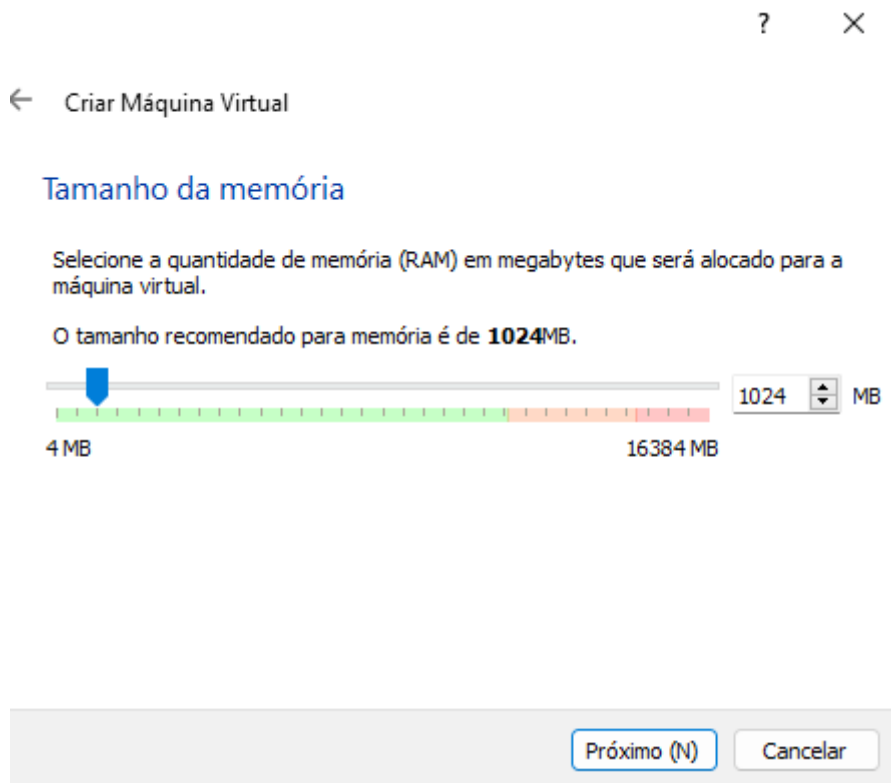 ?
Criar Máquina Virtual
Tamanho da memória
Selecione a quantidade de memória (RAM) em megabytes que será alocado para a
máquina virtual.
O tamanho recomendado para memória é de 1024MB.
1024 MB
4 MB 16384 MB
Próximo (N) Cancelar